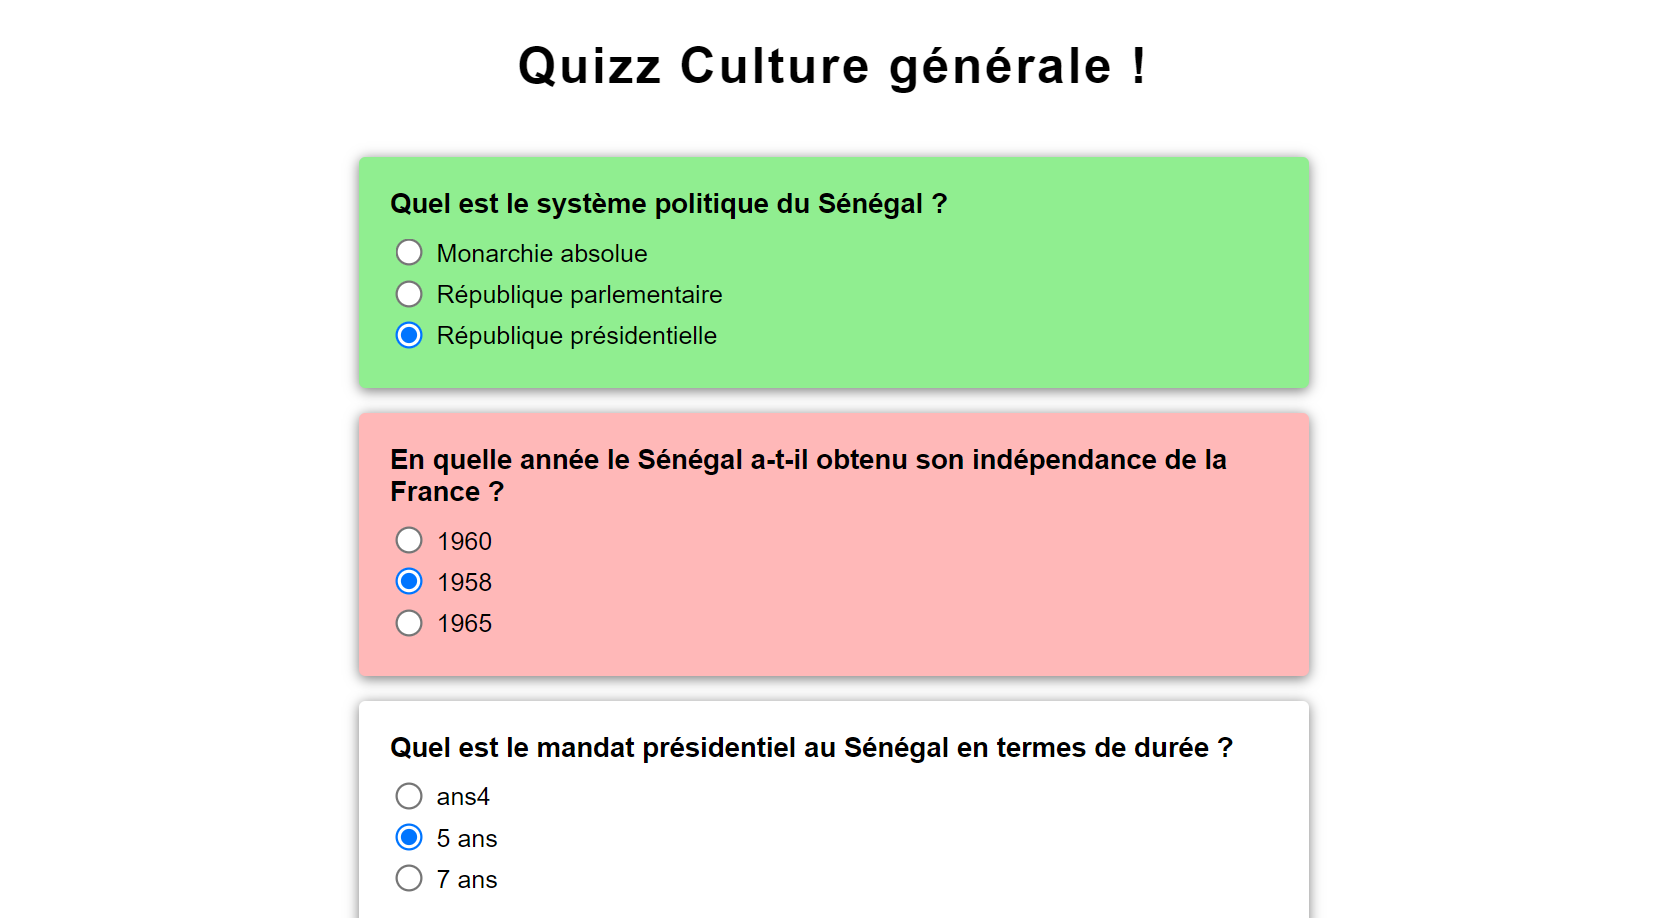 Quizz Culture générale !
Quel est le système politique du Sénégal ?
Monarchie absolue
République parlementaire
République présidentielle
En quelle année le Sénégal a-t-il obtenu son indépendance de la
France ?
1960
1958
1965
Quel est le mandat présidentiel au Sénégal en termes de durée ?
ans4
5 ans
7 ans